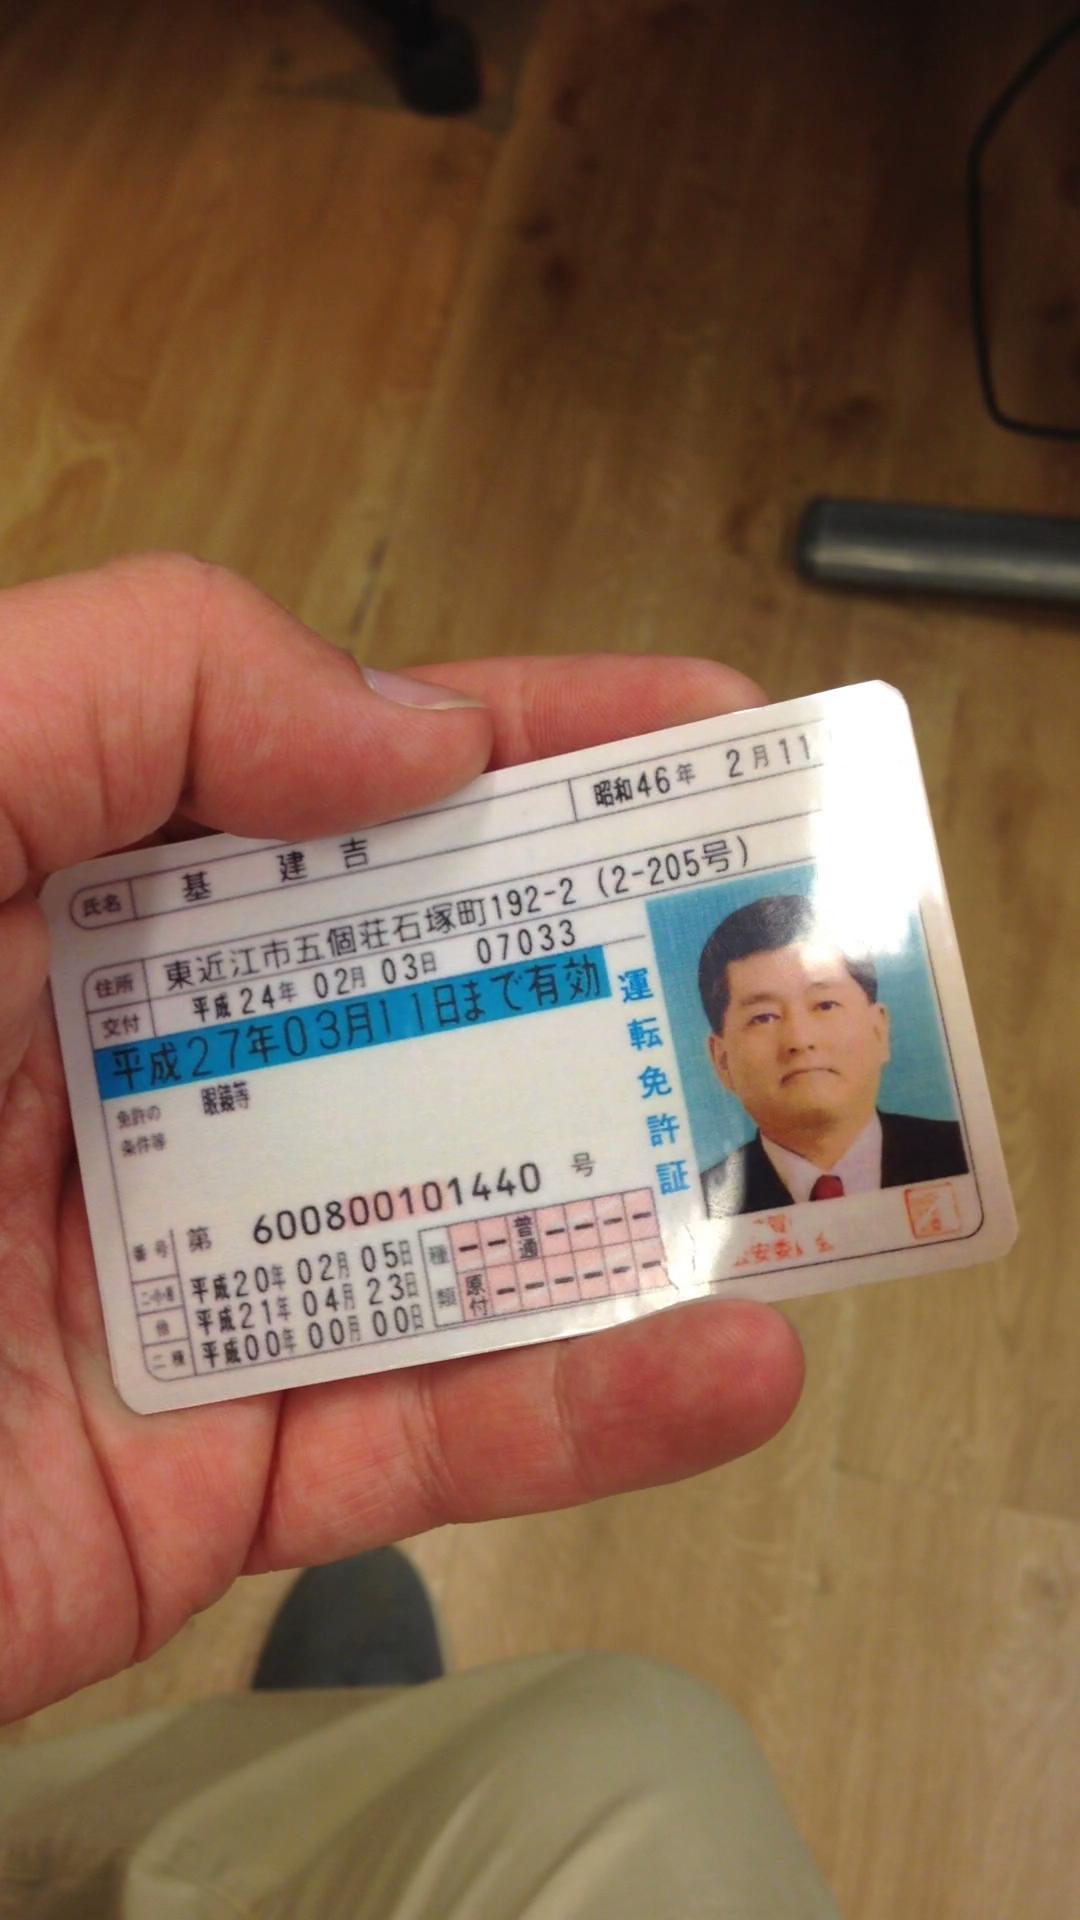 氏名 基 建吉 昭和46年 2月11
住所 東近江市五個荘石塚町192-2 (2-205号)
交付 平成24年 02月 03日 07033
平成27年03月11日まで有効
免許の
条件等
眼鏡等
運転免許証
番号 第 600800101440 号
二・小・原 平成20年 02月 05日
他 平成21年 04月 23日
二種 平成00年 00月 00日
種類 - - 普通 - - - -
原付 - - - - - -
公安委 会